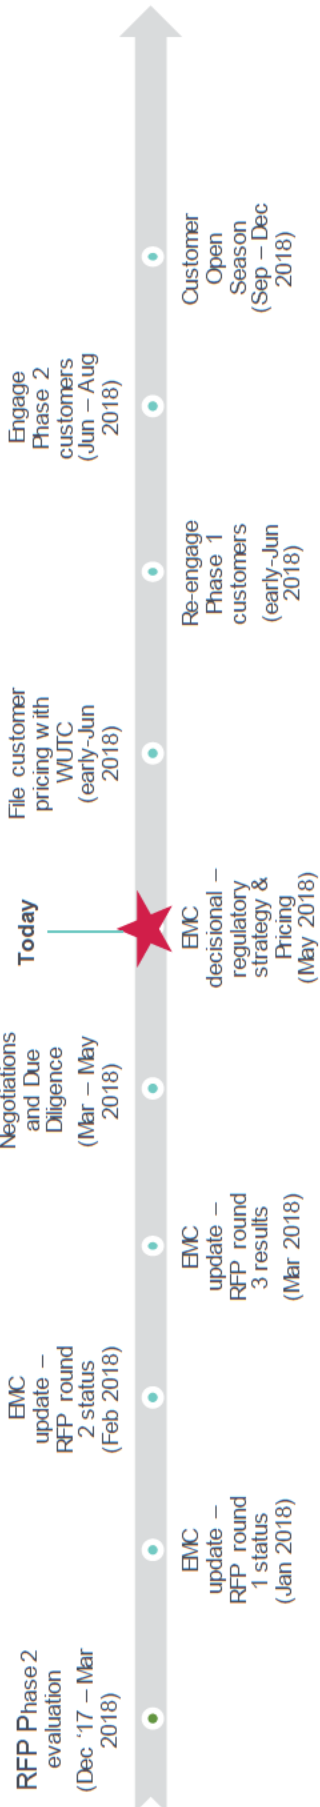 RFP Phase 2
evaluation
(Dec ‘17 – Mar
2018)
EMC
update –
RFP round
1 status
(Jan 2018)
EMC
update –
RFP round
2 status
(Feb 2018)
EMC
update –
RFP round
3 results
(Mar 2018)
Negotiations
and Due
Diligence
(Mar – May
2018)
Today
EMC
decisional –
regulatory
strategy &
Pricing
(May 2018)
File customer
pricing with
WUTC
(early-Jun
2018)
Re-engage
Phase 1
customers
(early-Jun
2018)
Engage
Phase 2
customers
(Jun – Aug
2018)
Customer
Open
Season
(Sep – Dec
2018)